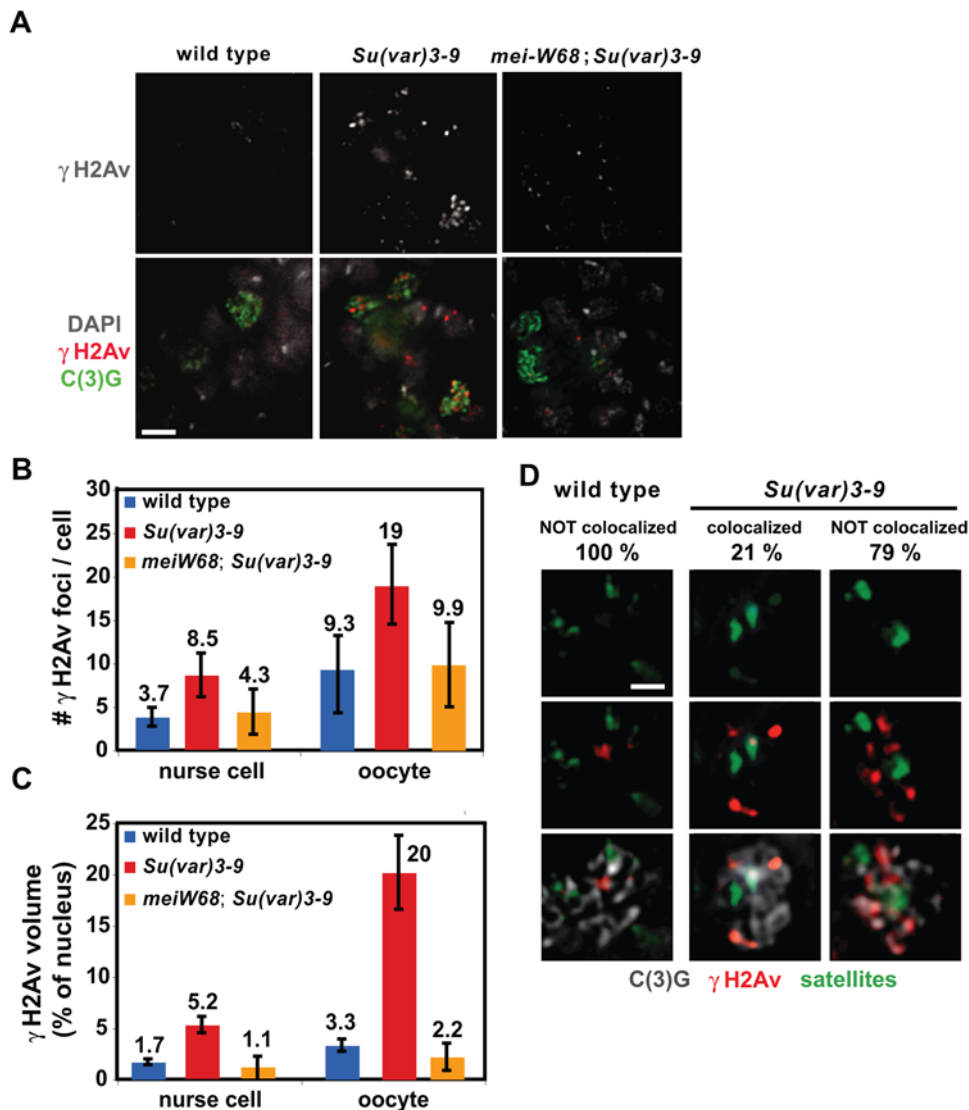 A
wild type Su(var)3-9 mei-W68; Su(var)3-9
γ H2Av
DAPI
γ H2Av
C(3)G
B
# γ H2Av foci / cell
30
25
20
15
10
5
0
wild type
Su(var)3-9
meiW68; Su(var)3-9
3.7 8.5 4.3 9.3 19 9.9
nurse cell oocyte
C
γ H2Av volume
(% of nucleus)
25
20
15
10
5
0
wild type
Su(var)3-9
meiW68; Su(var)3-9
1.7 5.2 1.1 3.3 20 2.2
nurse cell oocyte
D
wild type Su(var)3-9
NOT colocalized colocalized NOT colocalized
100 % 21 % 79 %
C(3)G γ H2Av satellites